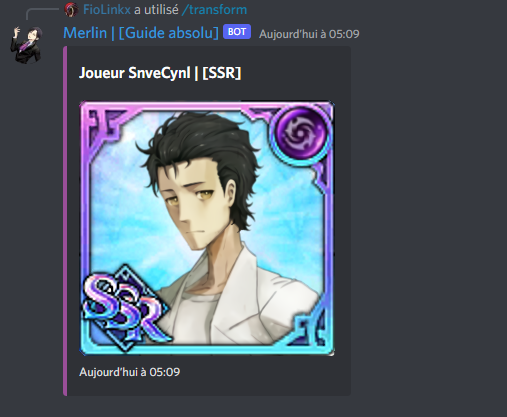 FioLinkx a utilisé /transform
Merlin | [Guide absolu] BOT Aujourd'hui à 05:09
Joueur SnveCynl | [SSR]
SSR
Aujourd'hui à 05:09